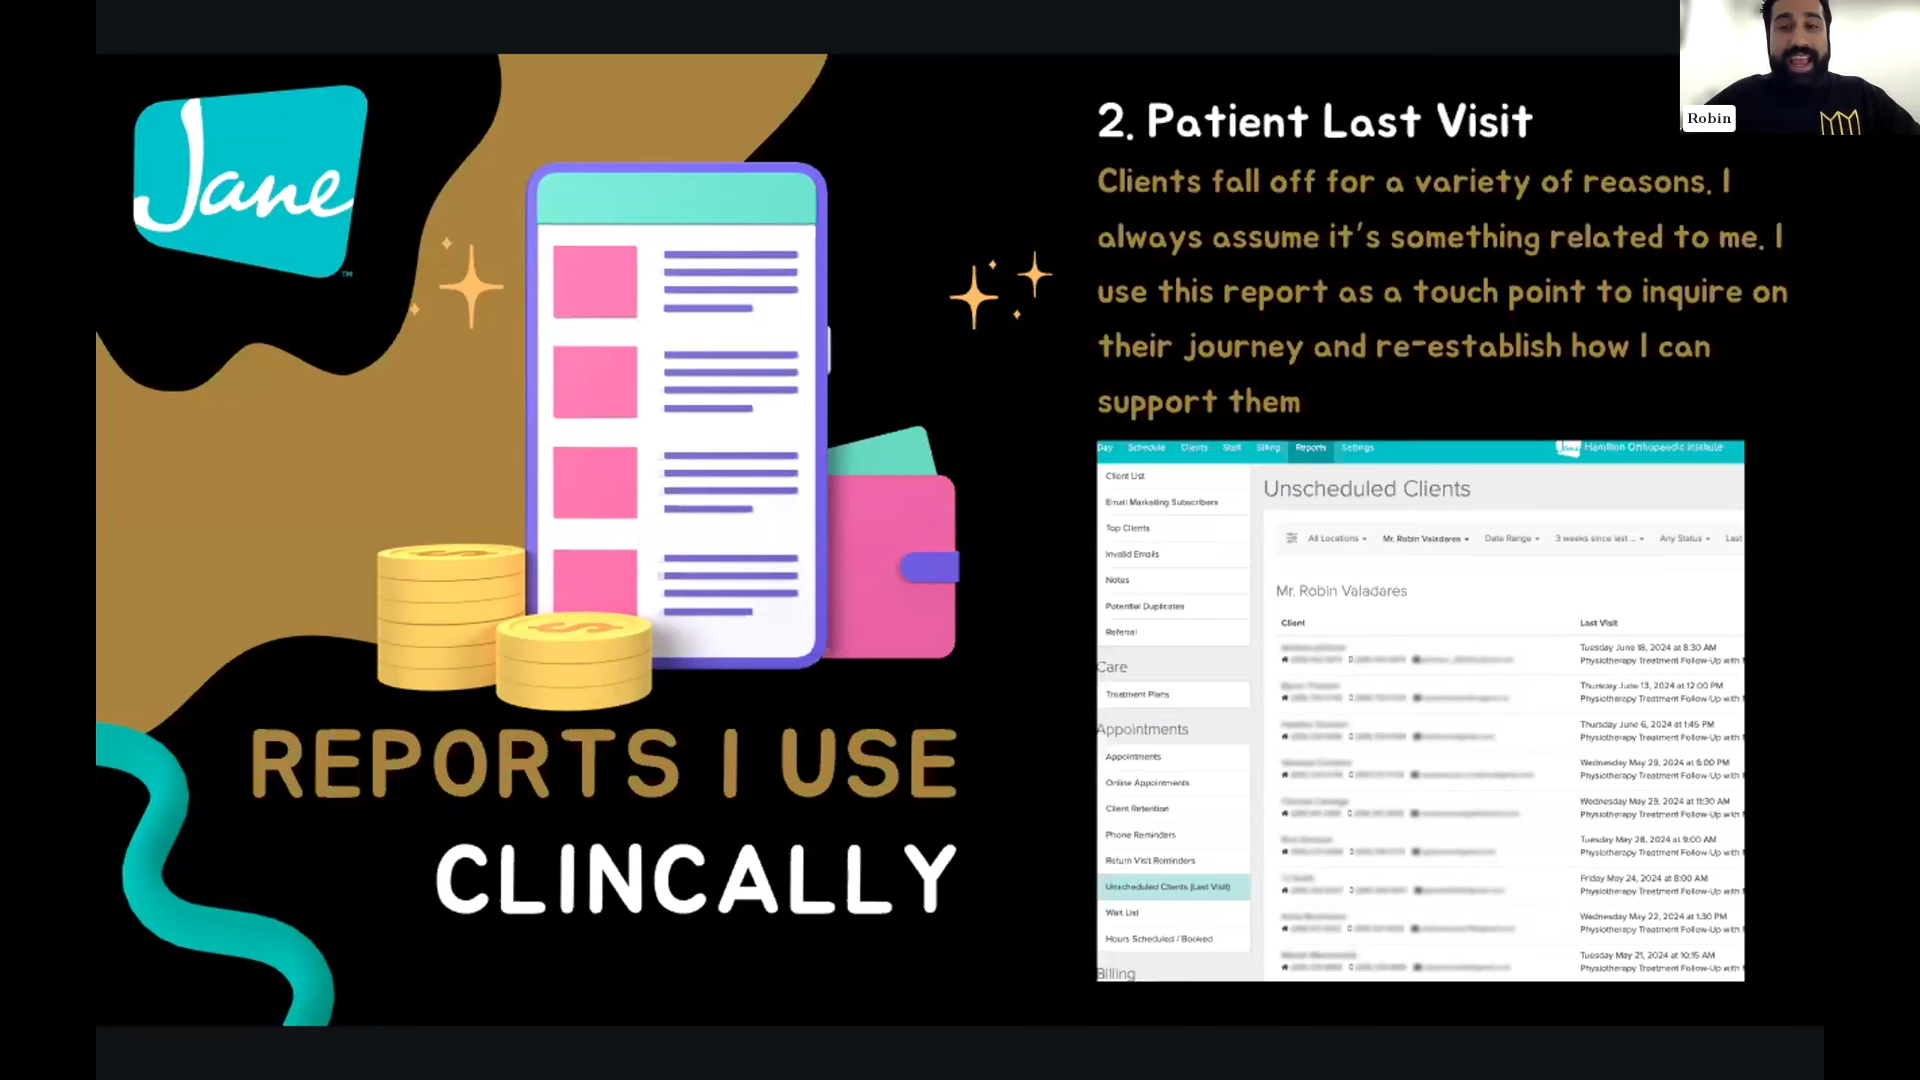 Jane
TM
REPORTS I USE
CLINCALLY
2. Patient Last Visit
Clients fall off for a variety of reasons. I
always assume it's something related to me. I
use this report as a touch point to inquire on
their journey and re-establish how I can
support them
Robin
Day Schedule Clients Staff Billing Reports Settings Jane Hamilton Orthopaedic Institute
Client List
Email Marketing Subscribers
Top Clients
Invalid Emails
Notes
Potential Duplicates
Referral
Care
Treatment Plans
Appointments
Appointments
Online Appointments
Client Retention
Phone Reminders
Return Visit Reminders
Unscheduled Clients (Last Visit)
Wait List
Hours Scheduled / Booked
Billing
Unscheduled Clients
All Locations Mr. Robin Valadares Date Range 3 weeks since last ... Any Status Last
Mr. Robin Valadares
Client Last Visit
Tuesday June 18, 2024 at 8:30 AM
Physiotherapy Treatment Follow-Up with
Thursday June 13, 2024 at 12:00 PM
Physiotherapy Treatment Follow-Up with
Thursday June 6, 2024 at 1:45 PM
Physiotherapy Treatment Follow-Up with
Wednesday May 29, 2024 at 6:00 PM
Physiotherapy Treatment Follow-Up with
Wednesday May 29, 2024 at 11:30 AM
Physiotherapy Treatment Follow-Up with
Tuesday May 28, 2024 at 9:00 AM
Physiotherapy Treatment Follow-Up with
Friday May 24, 2024 at 8:00 AM
Physiotherapy Treatment Follow-Up with
Wednesday May 22, 2024 at 1:30 PM
Physiotherapy Treatment Follow-Up with
Tuesday May 21, 2024 at 10:15 AM
Physiotherapy Treatment Follow-Up with